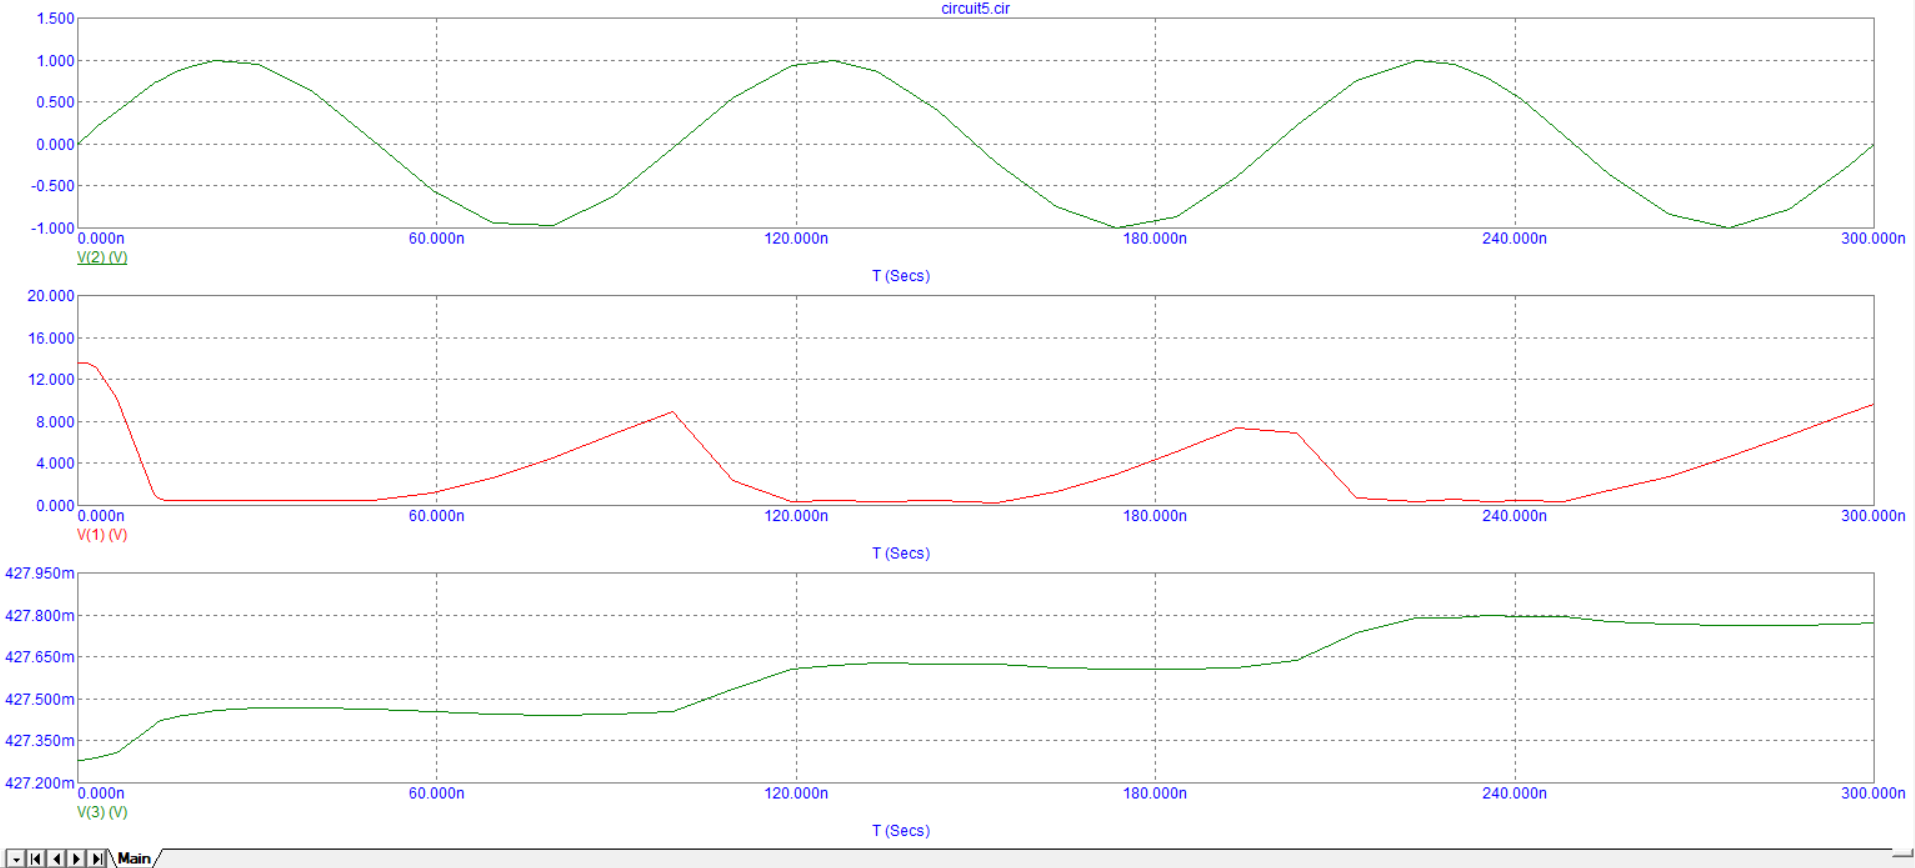 circuit5.cir
1.500
1.000
0.500
0.000
-0.500
-1.000
0.000n 60.000n 120.000n 180.000n 240.000n 300.000n
V(2) (V)
T (Secs)
20.000
16.000
12.000
8.000
4.000
0.000
0.000n 60.000n 120.000n 180.000n 240.000n 300.000n
V(1) (V)
T (Secs)
427.950m
427.800m
427.650m
427.500m
427.350m
427.200m
0.000n 60.000n 120.000n 180.000n 240.000n 300.000n
V(3) (V)
T (Secs)
Main